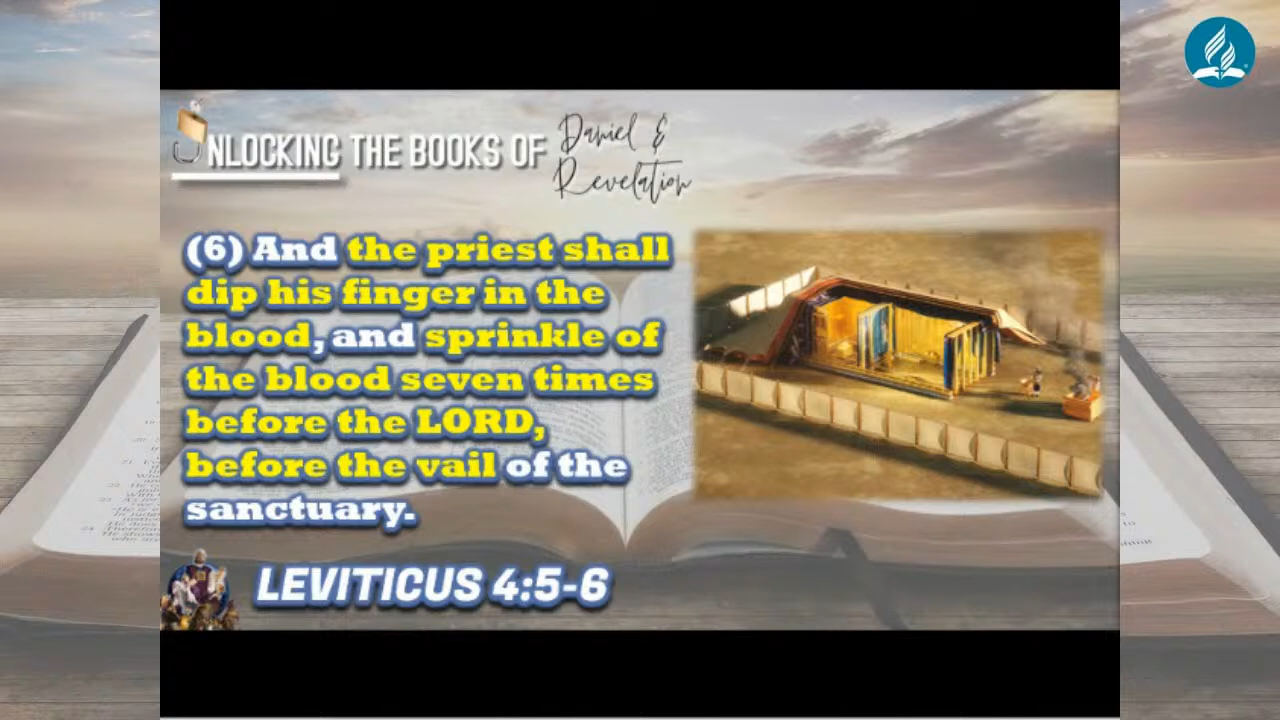 UNLOCKING THE BOOKS OF Daniel &
Revelation
(6) And the priest shall
dip his finger in the
blood, and sprinkle of
the blood seven times
before the LORD,
before the vail of the
sanctuary.
LEVITICUS 4:5-6